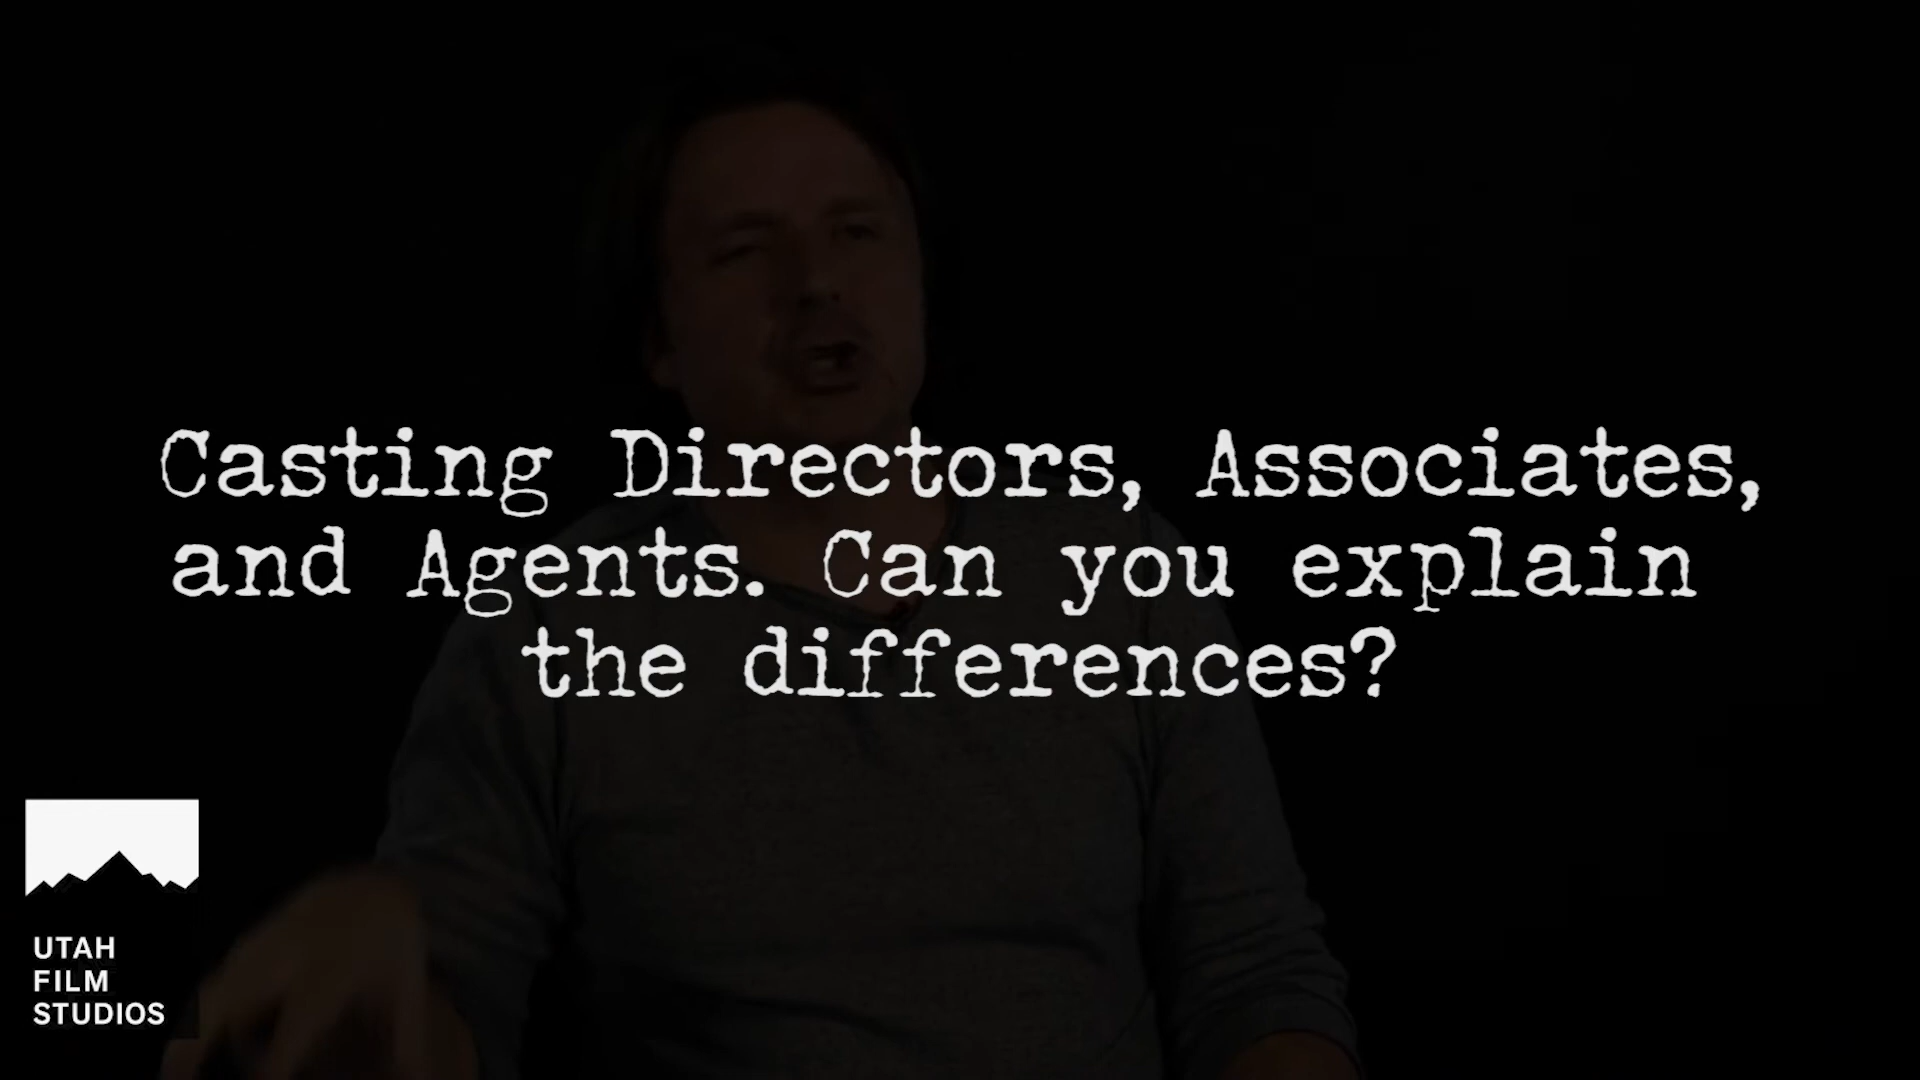 Casting Directors, Associates,
and Agents. Can you explain
the differences?
UTAH
FILM
STUDIOS